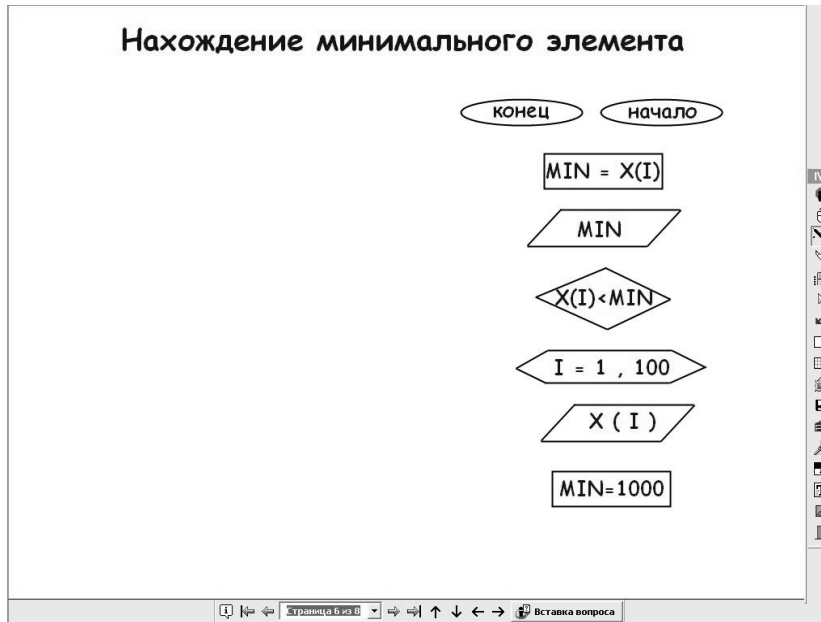 Нахождение минимального элемента
конец начало
MIN = X(I)
MIN
X(I)<MIN
I = 1 , 100
X ( I )
MIN=1000
Страница 6 из 8 Вставка вопроса